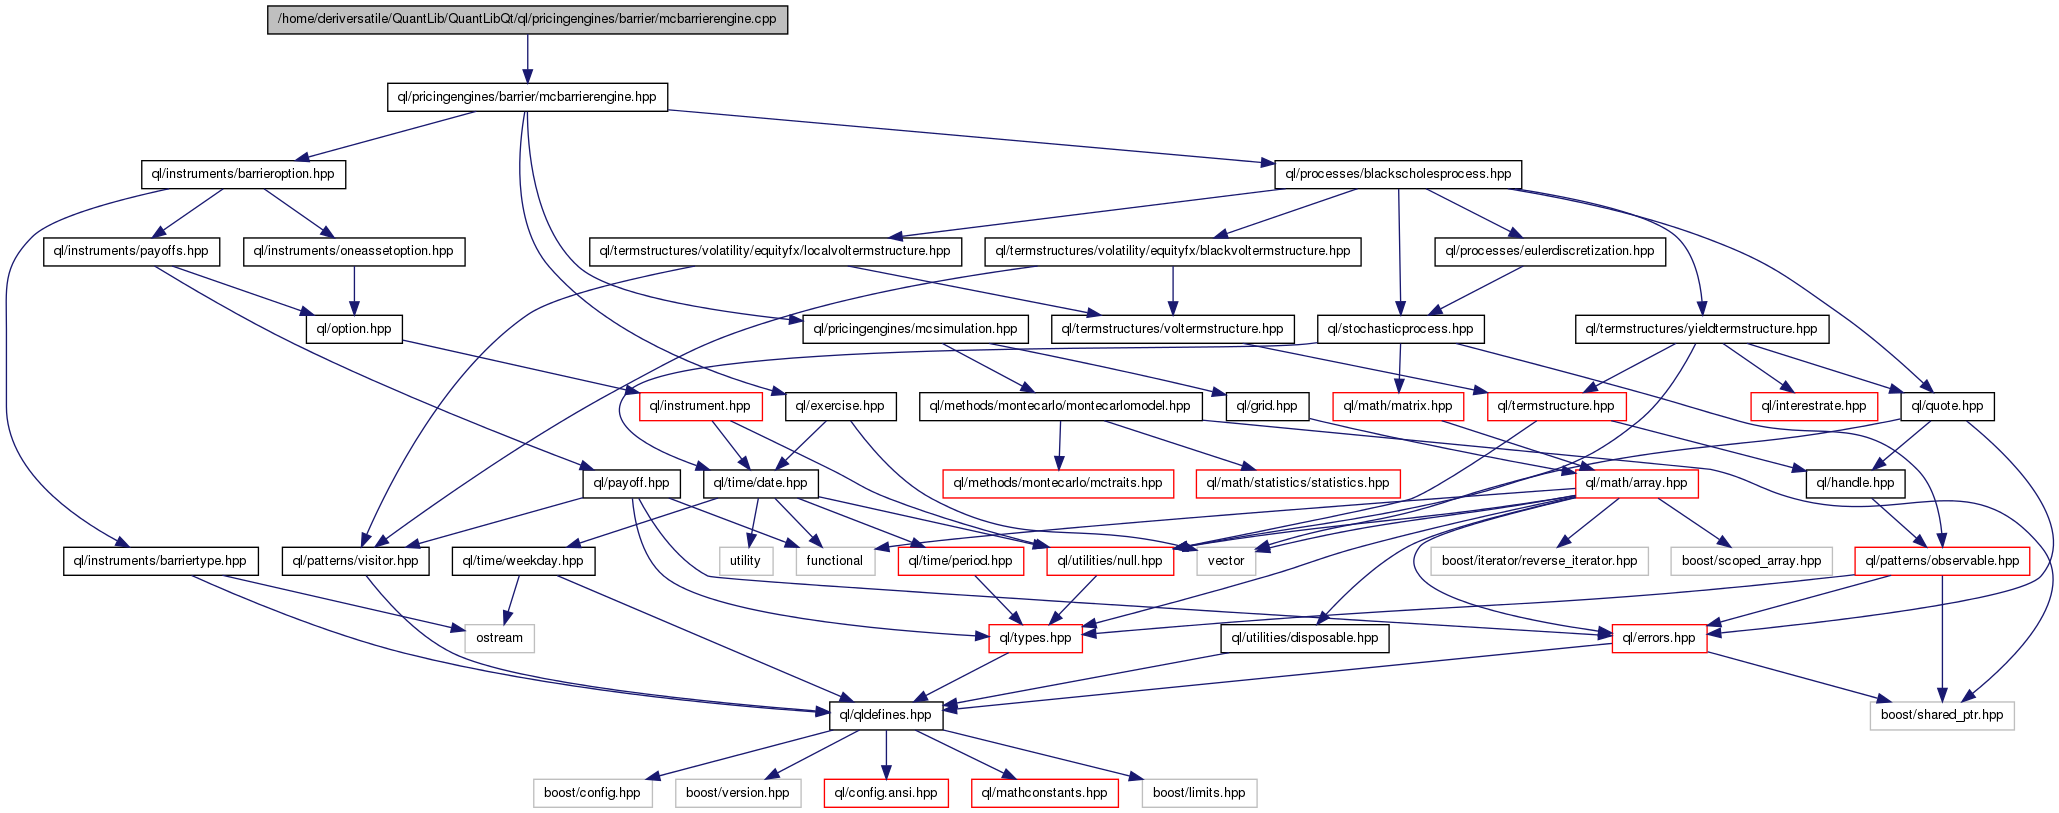 /home/deriversatile/QuantLib/QuantLibQt/ql/pricingengines/barrier/mcbarrierengine.cpp
ql/pricingengines/barrier/mcbarrierengine.hpp
ql/instruments/barrieroption.hpp
ql/processes/blackscholesprocess.hpp
ql/instruments/payoffs.hpp
ql/instruments/oneassetoption.hpp
ql/termstructures/volatility/equityfx/localvoltermstructure.hpp
ql/termstructures/volatility/equityfx/blackvoltermstructure.hpp
ql/processes/eulerdiscretization.hpp
ql/option.hpp
ql/pricingengines/mcsimulation.hpp
ql/termstructures/voltermstructure.hpp
ql/stochasticprocess.hpp
ql/termstructures/yieldtermstructure.hpp
ql/instrument.hpp
ql/exercise.hpp
ql/methods/montecarlo/montecarlomodel.hpp
ql/grid.hpp
ql/math/matrix.hpp
ql/termstructure.hpp
ql/interestrate.hpp
ql/quote.hpp
ql/payoff.hpp
ql/time/date.hpp
ql/methods/montecarlo/mctraits.hpp
ql/math/statistics/statistics.hpp
ql/math/array.hpp
ql/handle.hpp
ql/instruments/barriertype.hpp
ql/patterns/visitor.hpp
ql/time/weekday.hpp
utility
functional
ql/time/period.hpp
ql/utilities/null.hpp
vector
boost/iterator/reverse_iterator.hpp
boost/scoped_array.hpp
ql/patterns/observable.hpp
ostream
ql/types.hpp
ql/utilities/disposable.hpp
ql/errors.hpp
ql/qldefines.hpp
boost/shared_ptr.hpp
boost/config.hpp
boost/version.hpp
ql/config.ansi.hpp
ql/mathconstants.hpp
boost/limits.hpp